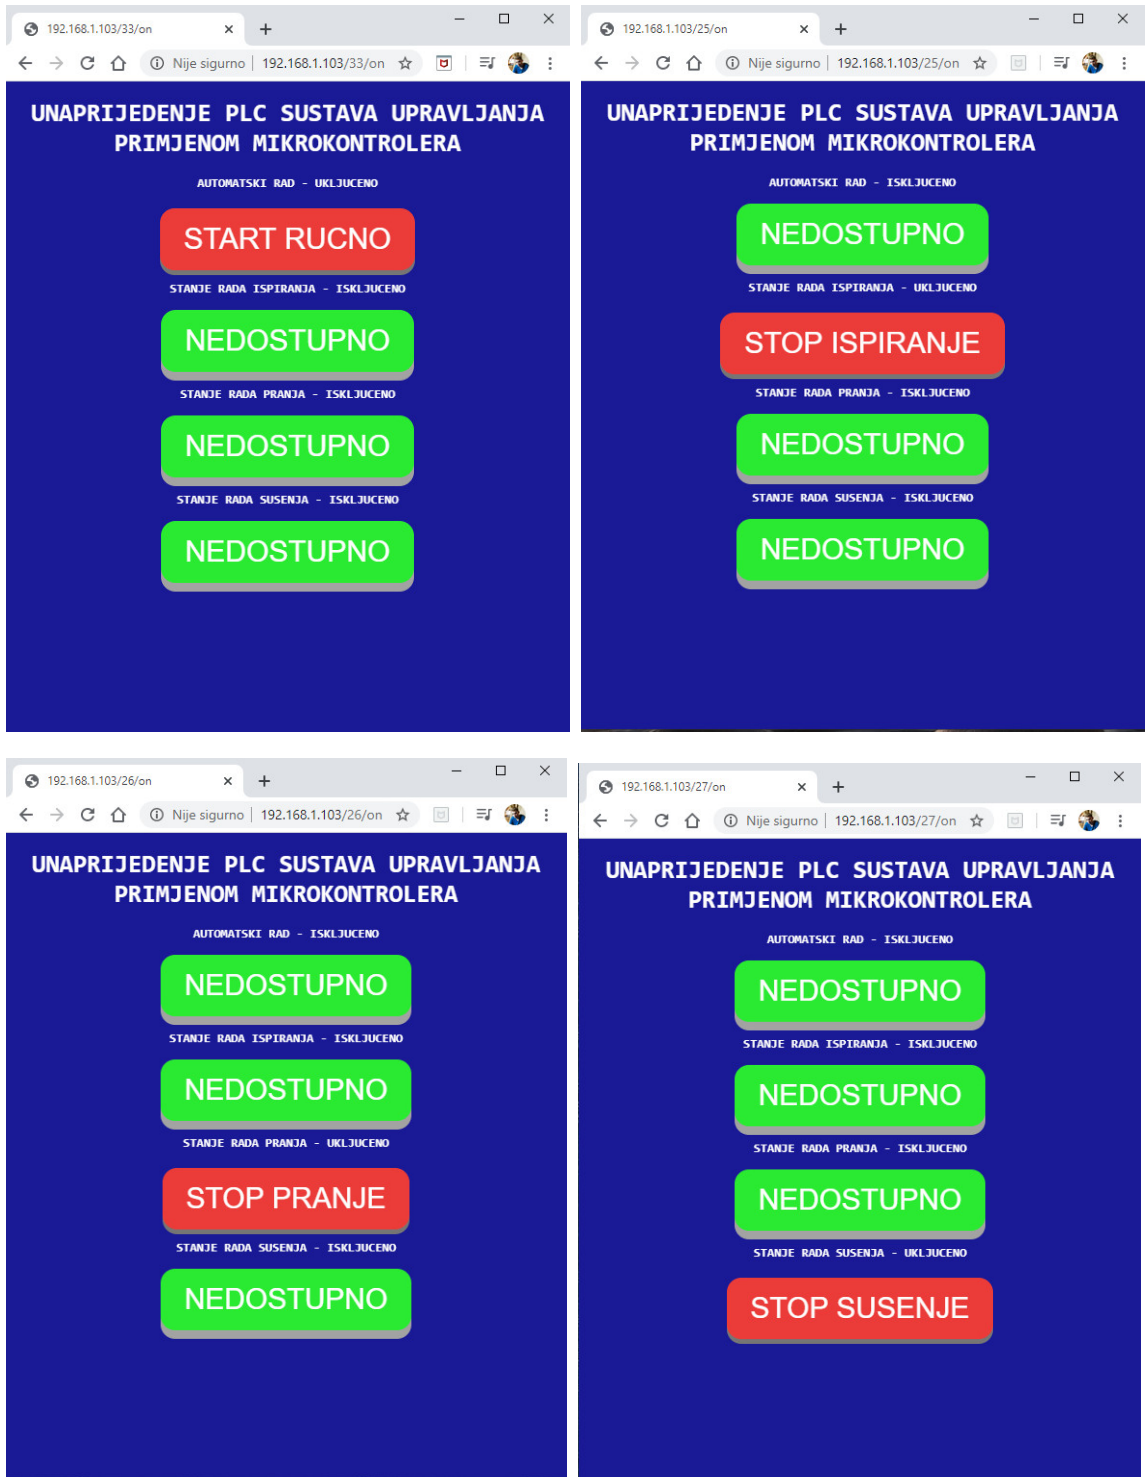 192.168.1.103/33/on
Nije sigurno 192.168.1.103/33/on
UNAPRIJEDENJE PLC SUSTAVA UPRAVLJANJA
PRIMJENOM MIKROKONTROLERA
AUTOMATSKI RAD - UKLJUCENO
START RUCNO
STANJE RADA ISPIRANJA - ISKLJUCENO
NEDOSTUPNO
STANJE RADA PRANJA - ISKLJUCENO
NEDOSTUPNO
STANJE RADA SUSENJA - ISKLJUCENO
NEDOSTUPNO
192.168.1.103/25/on
Nije sigurno 192.168.1.103/25/on
UNAPRIJEDENJE PLC SUSTAVA UPRAVLJANJA
PRIMJENOM MIKROKONTROLERA
AUTOMATSKI RAD - ISKLJUCENO
NEDOSTUPNO
STANJE RADA ISPIRANJA - UKLJUCENO
STOP ISPIRANJE
STANJE RADA PRANJA - ISKLJUCENO
NEDOSTUPNO
STANJE RADA SUSENJA - ISKLJUCENO
NEDOSTUPNO
192.168.1.103/26/on
Nije sigurno 192.168.1.103/26/on
UNAPRIJEDENJE PLC SUSTAVA UPRAVLJANJA
PRIMJENOM MIKROKONTROLERA
AUTOMATSKI RAD - ISKLJUCENO
NEDOSTUPNO
STANJE RADA ISPIRANJA - ISKLJUCENO
NEDOSTUPNO
STANJE RADA PRANJA - UKLJUCENO
STOP PRANJE
STANJE RADA SUSENJA - ISKLJUCENO
NEDOSTUPNO
192.168.1.103/27/on
Nije sigurno 192.168.1.103/27/on
UNAPRIJEDENJE PLC SUSTAVA UPRAVLJANJA
PRIMJENOM MIKROKONTROLERA
AUTOMATSKI RAD - ISKLJUCENO
NEDOSTUPNO
STANJE RADA ISPIRANJA - ISKLJUCENO
NEDOSTUPNO
STANJE RADA PRANJA - ISKLJUCENO
NEDOSTUPNO
STANJE RADA SUSENJA - UKLJUCENO
STOP SUSENJE